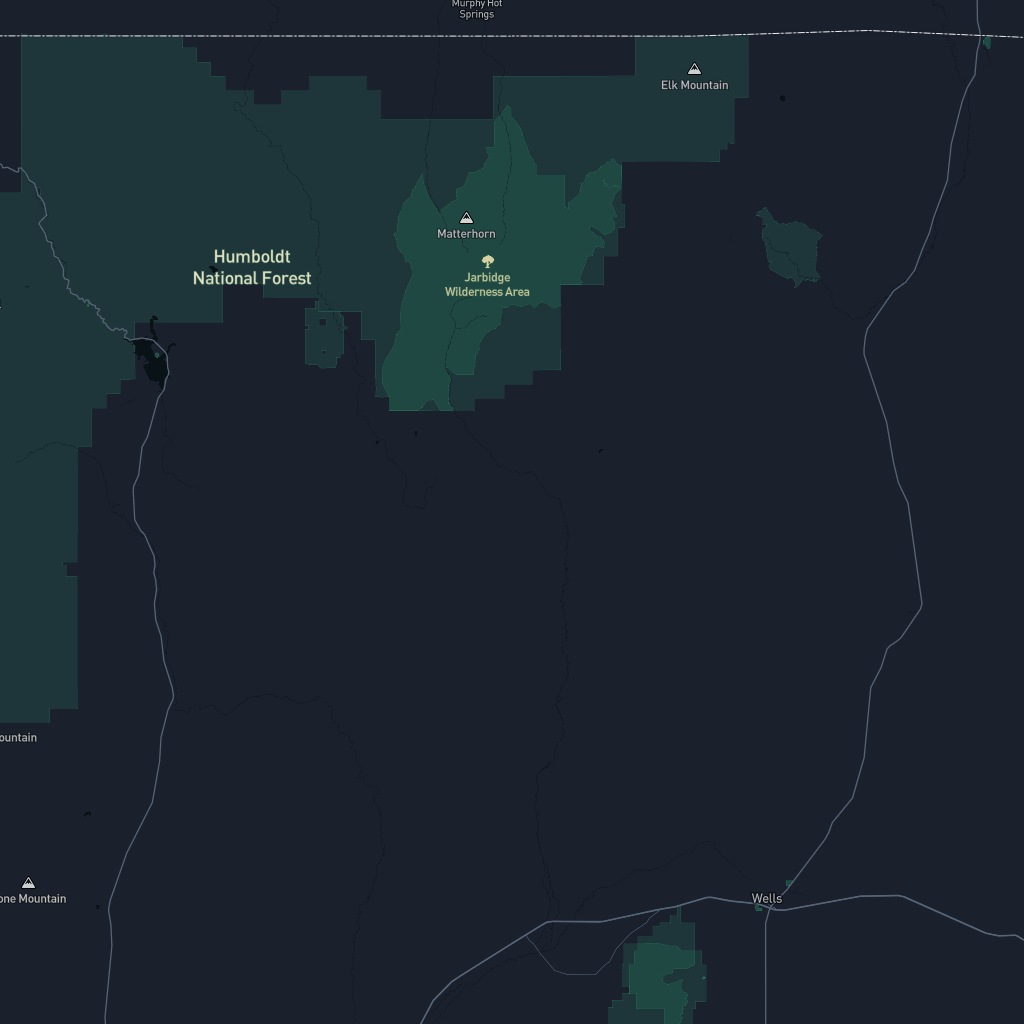 Murphy Hot
Springs
Elk Mountain
Matterhorn
Humboldt
National Forest
Jarbidge
Wilderness Area
ountain
one Mountain
Wells